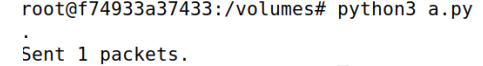 root@f74933a37433:/volumes# python3 a.py
.
Sent 1 packets.